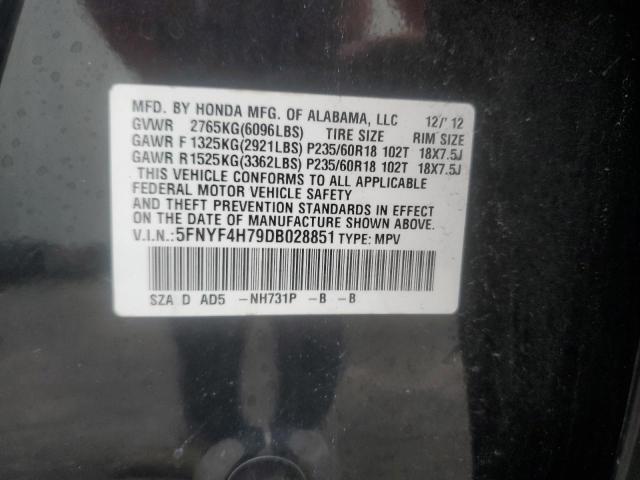 MFD. BY HONDA MFG. OF ALABAMA, LLC 12/'12
GVWR 2765KG(6096LBS) TIRE SIZE RIM SIZE
GAWR F 1325KG(2921LBS) P235/60R18 102T 18X7.5J
GAWR R 1525KG(3362LBS) P235/60R18 102T 18X7.5J
THIS VEHICLE CONFORMS TO ALL APPLICABLE
FEDERAL MOTOR VEHICLE SAFETY
AND THEFT PREVENTION STANDARDS IN EFFECT
ON THE DATE OF MANUFACTURE SHOWN ABOVE.
V.I.N.:5FNYF4H79DB028851 TYPE: MPV
SZA D AD5 -NH731P -B -B